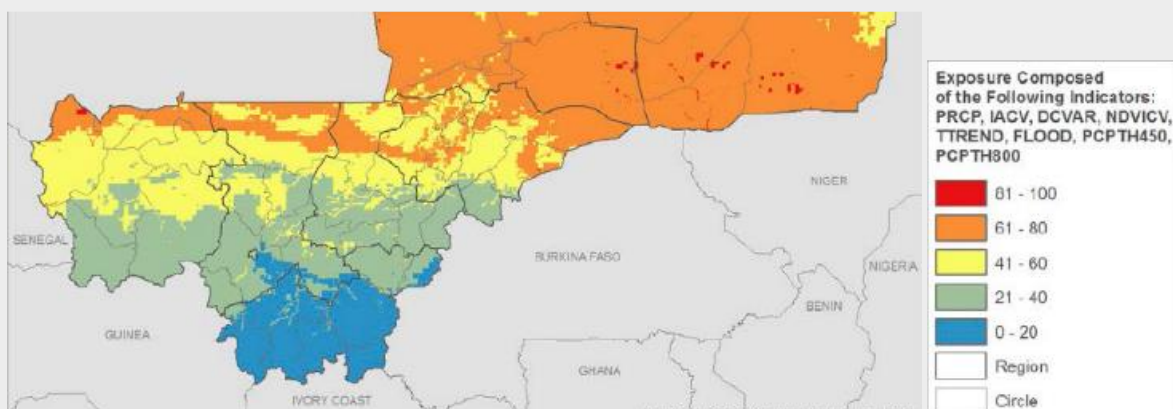 SENEGAL
GUINEA
IVORY COAST
BURKINA FASO
GHANA
NIGER
BENIN
NIGERIA
Exposure Composed
of the Following Indicators:
PRCP, IACV, DCVAR, NDVICV,
TTREND, FLOOD, PCPTH450,
PCPTH800
81 - 100
61 - 80
41 - 60
21 - 40
0 - 20
Region
Circle